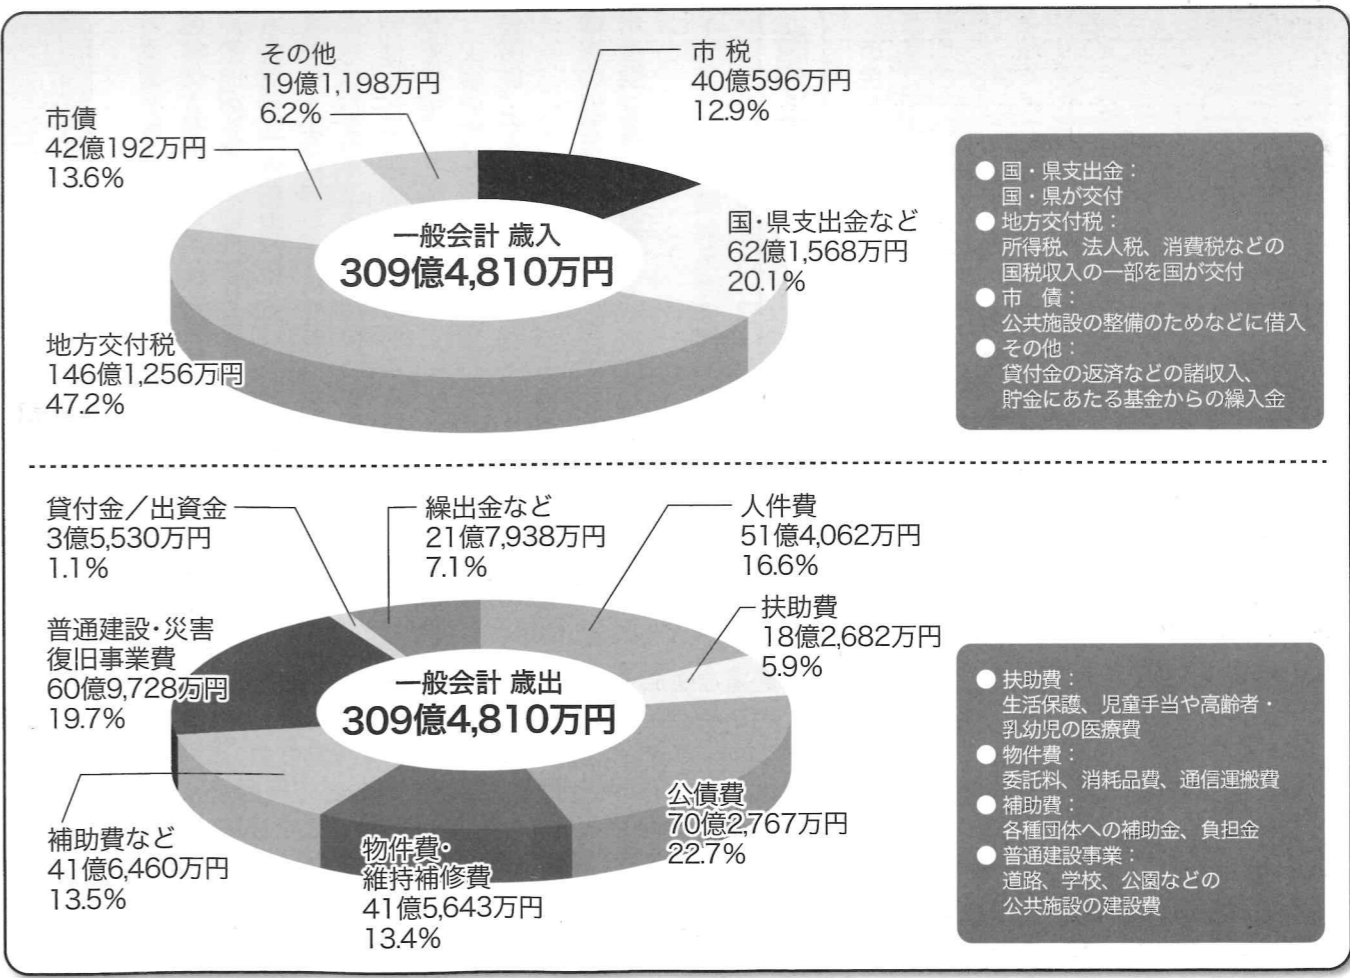 その他
19億1,198万円
6.2%
市 税
40億596万円
12.9%
市債
42億192万円
13.6%
国・県支出金など
62億1,568万円
20.1%
一般会計 歳入
309億4,810万円
地方交付税
146億1,256万円
47.2%
● 国・県支出金：
国・県が交付
● 地方交付税：
所得税、法人税、消費税などの
国税収入の一部を国が交付
● 市　債：
公共施設の整備のためなどに借入
● その他：
貸付金の返済などの諸収入、
貯金にあたる基金からの繰入金
貸付金／出資金
3億5,530万円
1.1%
繰出金など
21億7,938万円
7.1%
人件費
51億4,062万円
16.6%
扶助費
18億2,682万円
5.9%
普通建設・災害
復旧事業費
60億9,728万円
19.7%
一般会計 歳出
309億4,810万円
公債費
70億2,767万円
22.7%
補助費など
41億6,460万円
13.5%
物件費・
維持補修費
41億5,643万円
13.4%
● 扶助費：
生活保護、児童手当や高齢者・
乳幼児の医療費
● 物件費：
委託料、消耗品費、通信運搬費
● 補助費：
各種団体への補助金、負担金
● 普通建設事業：
道路、学校、公園などの
公共施設の建設費